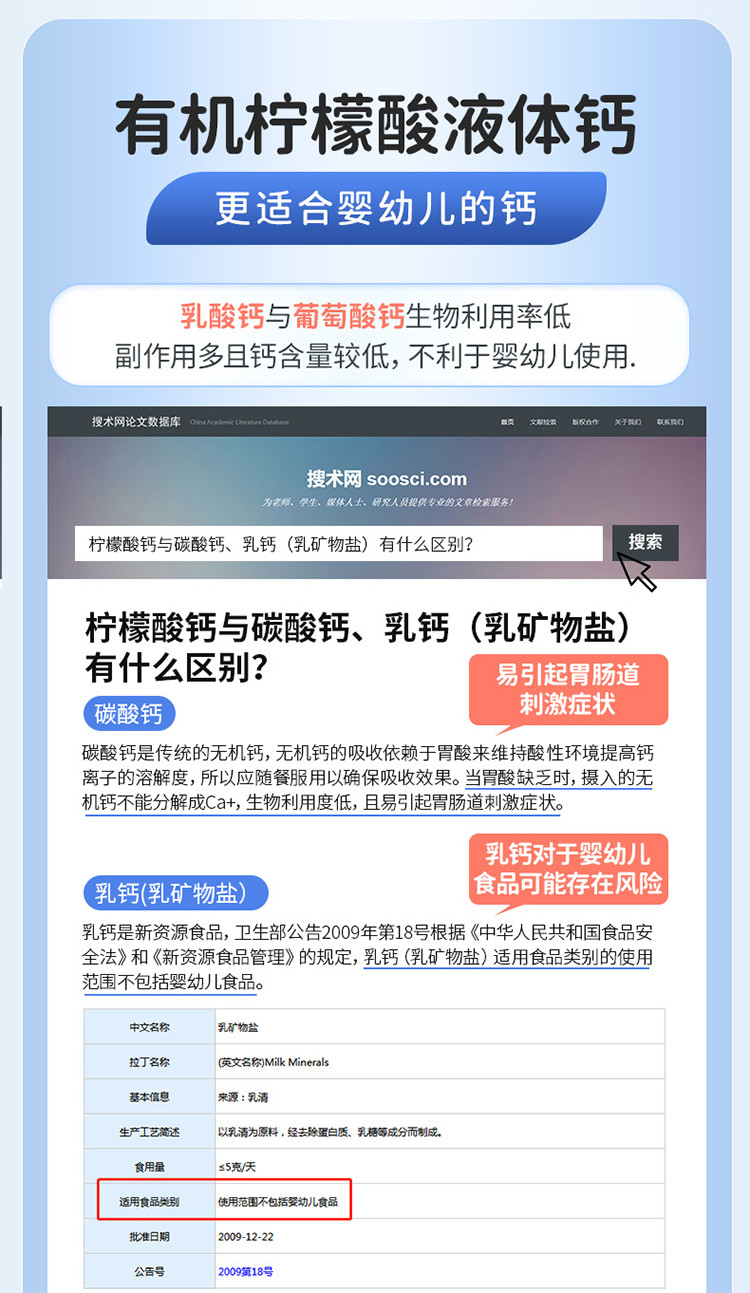 有机柠檬酸液体钙
更适合婴幼儿的钙
乳酸钙与葡萄酸钙生物利用率低
副作用多且钙含量较低，不利于婴幼儿使用.
搜术网论文数据库 China Academic Literature Database 首页 文献检索 版权合作 关于我们 联系我们
搜术网 soosci.com
为老师、学生、媒体人士、研究人员提供专业的文章检索服务！
柠檬酸钙与碳酸钙、乳钙（乳矿物盐）有什么区别？ 搜索
柠檬酸钙与碳酸钙、乳钙（乳矿物盐）
有什么区别？
易引起胃肠道
刺激症状
碳酸钙
碳酸钙是传统的无机钙，无机钙的吸收依赖于胃酸来维持酸性环境提高钙
离子的溶解度，所以应随餐服用以确保吸收效果。当胃酸缺乏时，摄入的无
机钙不能分解成Ca+，生物利用度低，且易引起胃肠道刺激症状。
乳钙对于婴幼儿
食品可能存在风险
乳钙(乳矿物盐）
乳钙是新资源食品，卫生部公告2009年第18号根据《中华人民共和国食品安
全法》和《新资源食品管理》的规定，乳钙（乳矿物盐）适用食品类别的使用
范围不包括婴幼儿食品。
中文名称 乳矿物盐
拉丁名称 (英文名称)Milk Minerals
基本信息 来源：乳清
生产工艺简述 以乳清为原料，经去除蛋白质、乳糖等成分而制成。
食用量 ≤5克/天
适用食品类别 使用范围不包括婴幼儿食品
批准日期 2009-12-22
公告号 2009第18号